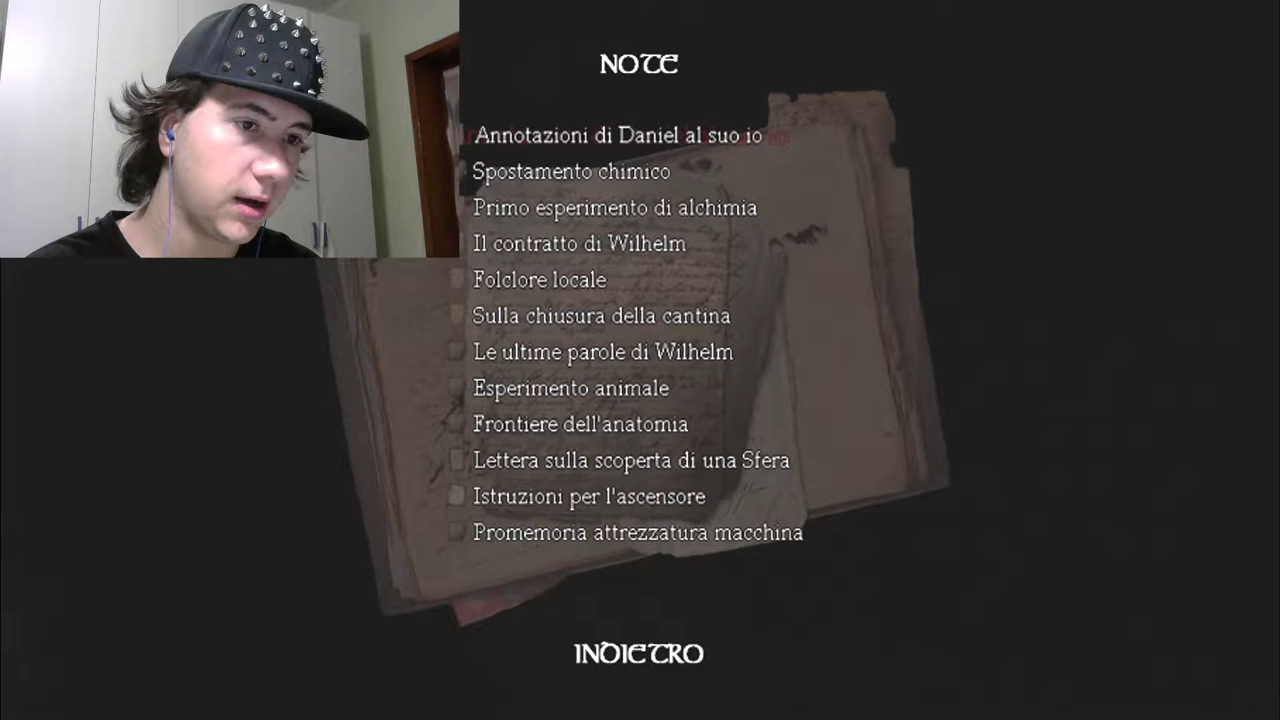 NOTE
Annotazioni di Daniel al suo io
Spostamento chimico
Primo esperimento di alchimia
Il contratto di Wilhelm
Folclore locale
Sulla chiusura della cantina
Le ultime parole di Wilhelm
Esperimento animale
Frontiere dell'anatomia
Lettera sulla scoperta di una Sfera
Istruzioni per l'ascensore
Promemoria attrezzatura macchina
INDIETRO